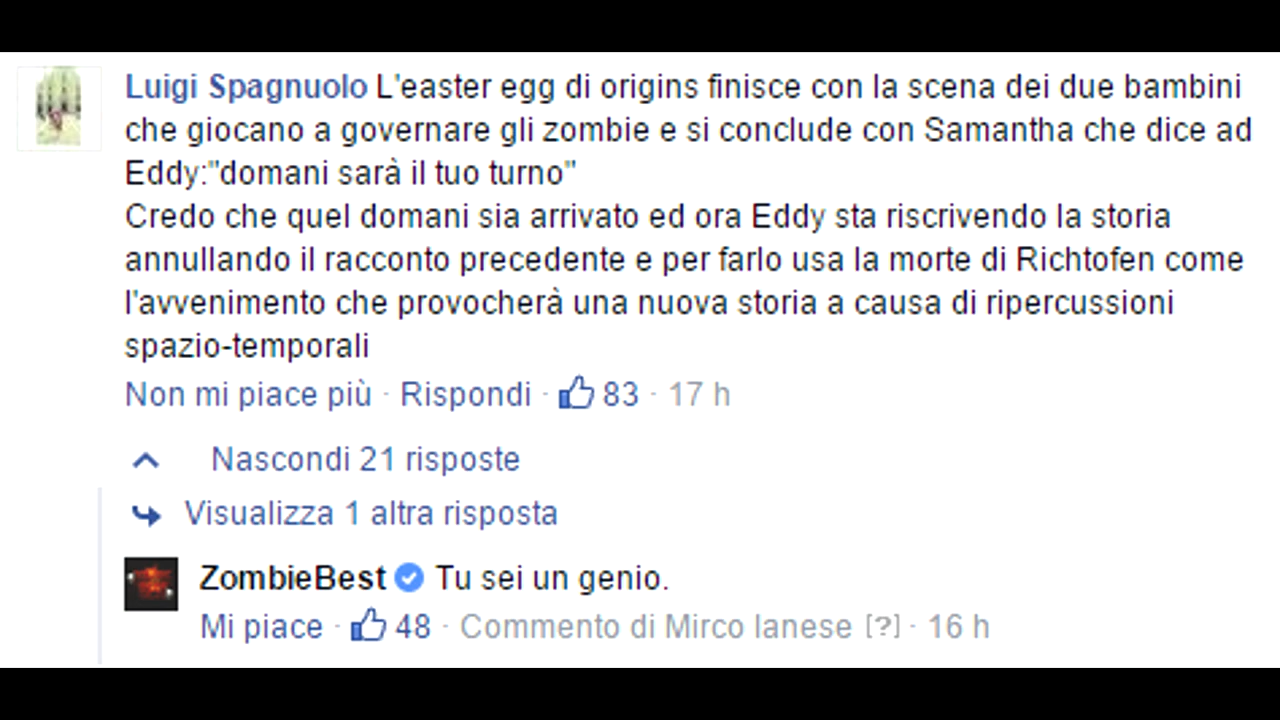 Luigi Spagnuolo L'easter egg di origins finisce con la scena dei due bambini
che giocano a governare gli zombie e si conclude con Samantha che dice ad
Eddy:"domani sarà il tuo turno"
Credo che quel domani sia arrivato ed ora Eddy sta riscrivendo la storia
annullando il racconto precedente e per farlo usa la morte di Richtofen come
l'avvenimento che provocherà una nuova storia a causa di ripercussioni
spazio-temporali
Non mi piace più · Rispondi · 83 · 17 h
Nascondi 21 risposte
Visualizza 1 altra risposta
ZombieBest Tu sei un genio.
Mi piace · 48 · Commento di Mirco Ianese [?] · 16 h